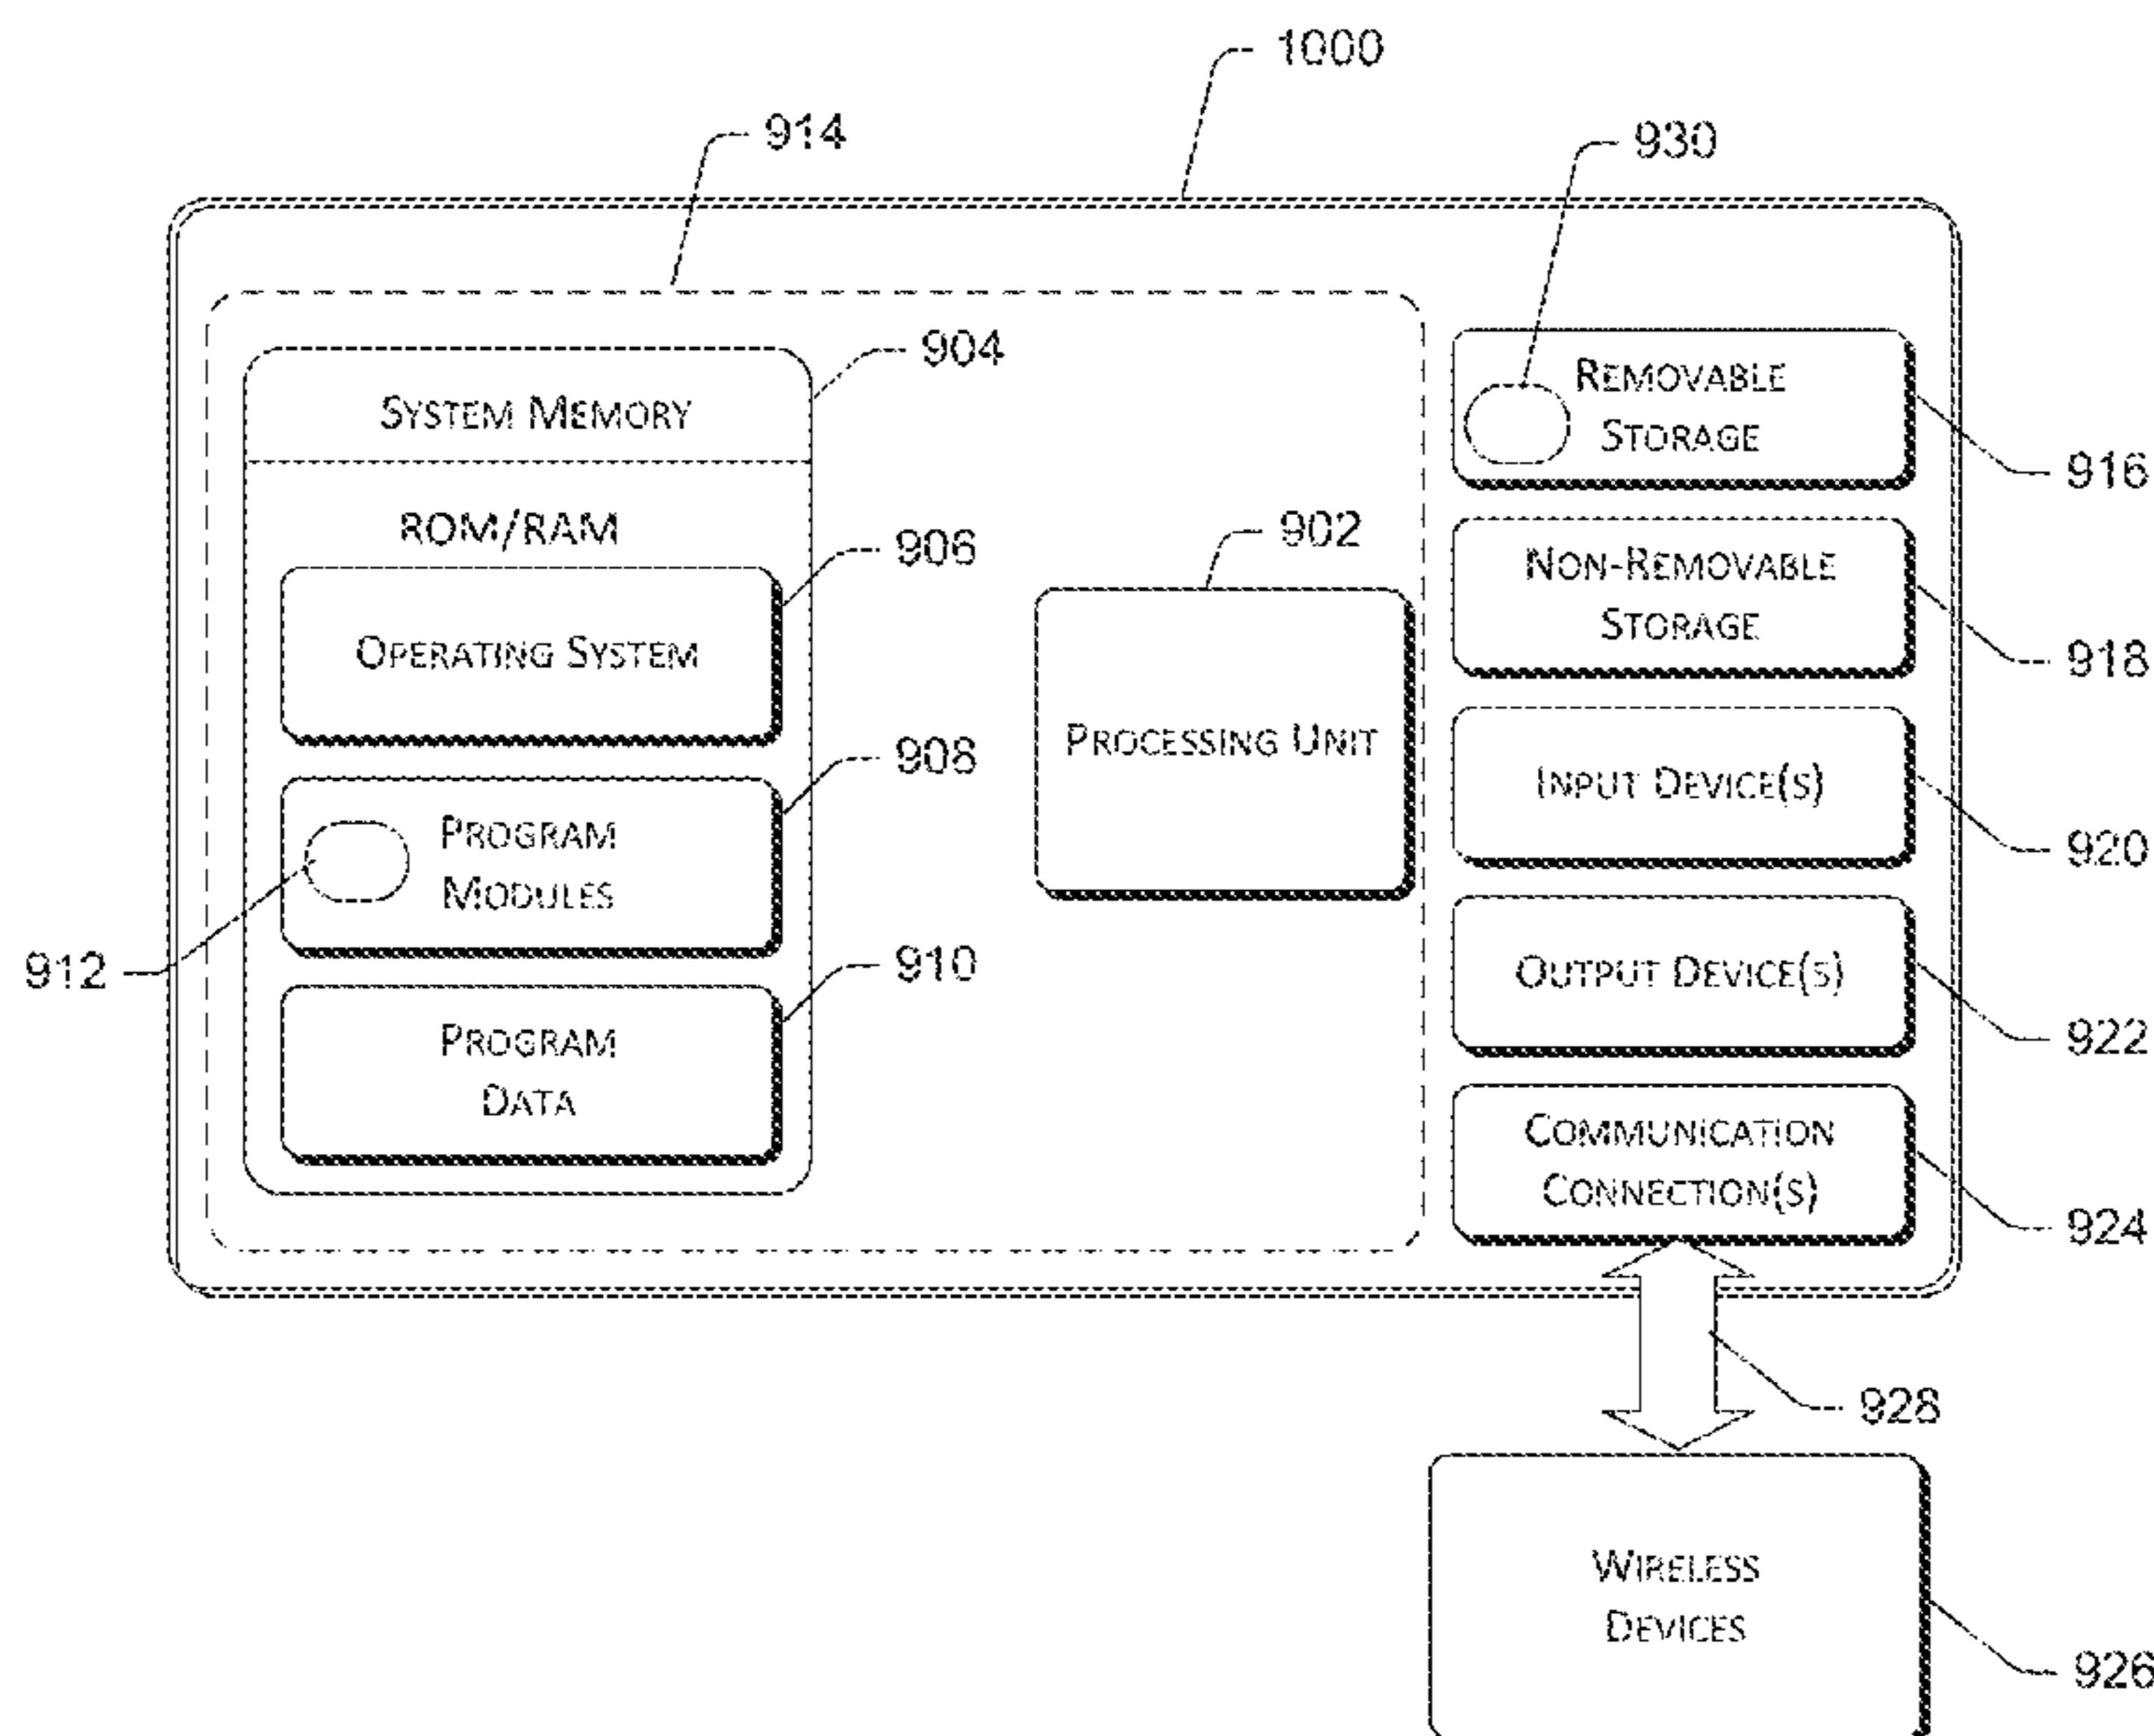 1000
914
930
904
SYSTEM MEMORY
REMOVABLE
STORAGE
916
ROM/RAM
906
902
NON-REMOVABLE
STORAGE
918
OPERATING SYSTEM
PROCESSING UNIT
908
INPUT DEVICE(S)
920
PROGRAM
MODULES
912
910
OUTPUT DEVICE(S)
922
PROGRAM
DATA
COMMUNICATION
CONNECTION(S)
924
928
WIRELESS
DEVICES
926